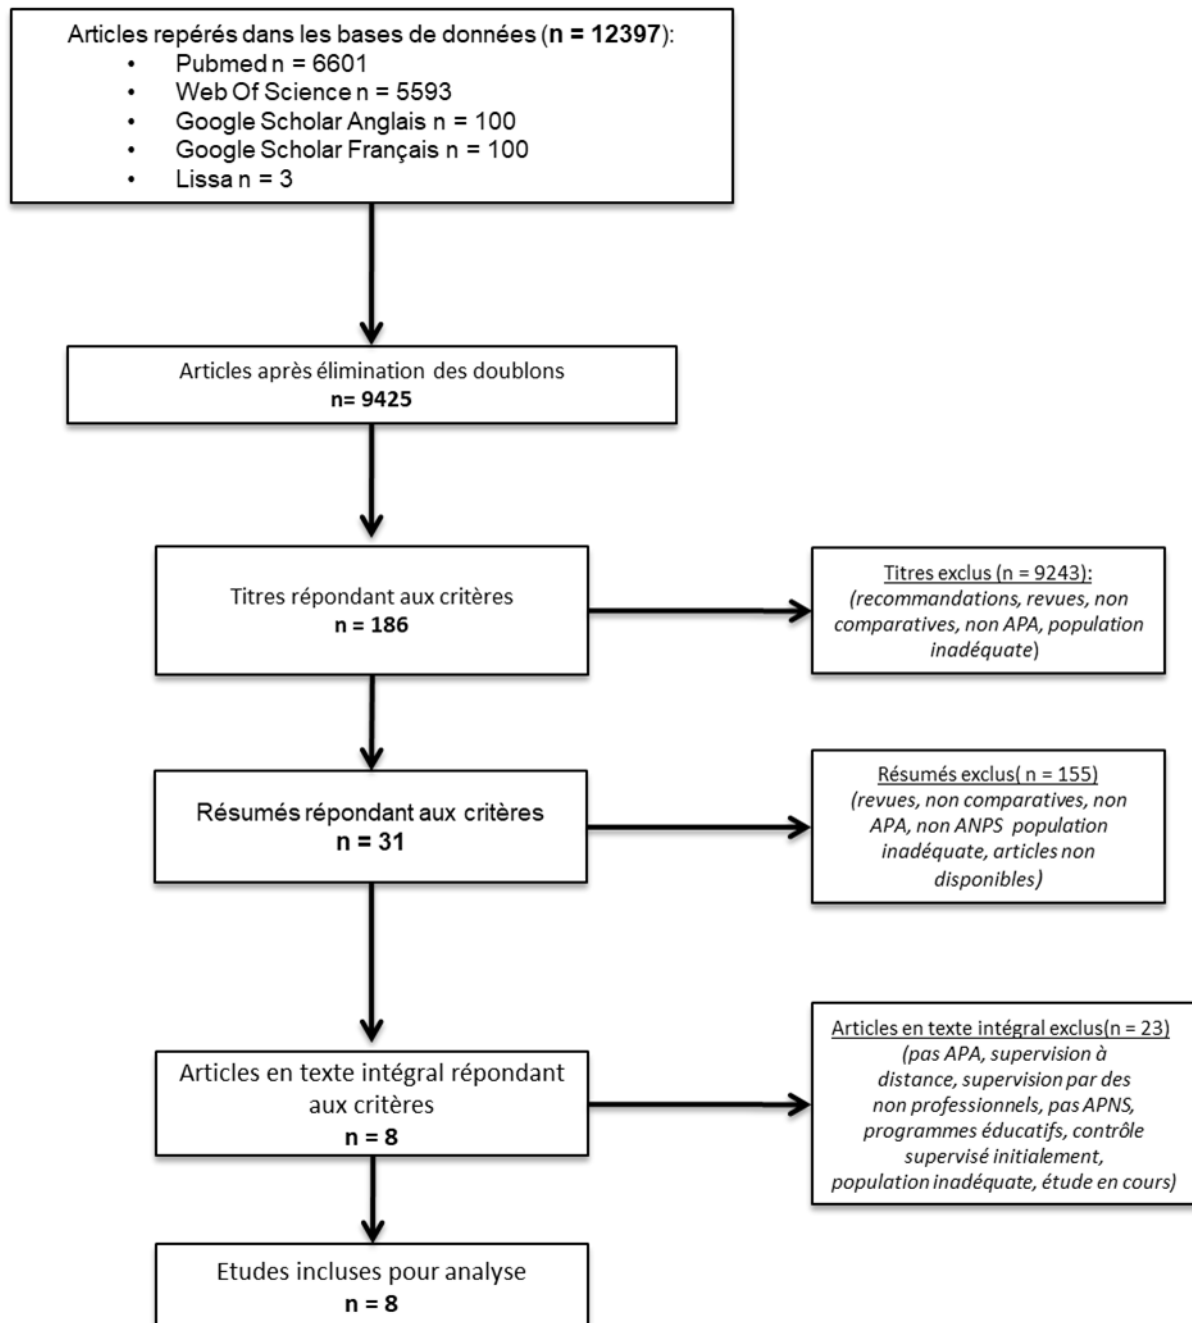 Articles repérés dans les bases de données (n = 12397):
• Pubmed n = 6601
• Web Of Science n = 5593
• Google Scholar Anglais n = 100
• Google Scholar Français n = 100
• Lissa n = 3
Articles après élimination des doublons
n= 9425
Titres répondant aux critères
n = 186
Titres exclus (n = 9243):
(recommandations, revues, non
comparatives, non APA, population
inadéquate)
Résumés répondant aux critères
n = 31
Résumés exclus( n = 155)
(revues, non comparatives, non
APA, non ANPS population
inadéquate, articles non
disponibles)
Articles en texte intégral répondant
aux critères
n = 8
Articles en texte intégral exclus(n = 23)
(pas APA, supervision à
distance, supervision par des
non professionnels, pas APNS,
programmes éducatifs, contrôle
supervisé initialement,
population inadéquate, étude en cours)
Etudes incluses pour analyse
n = 8